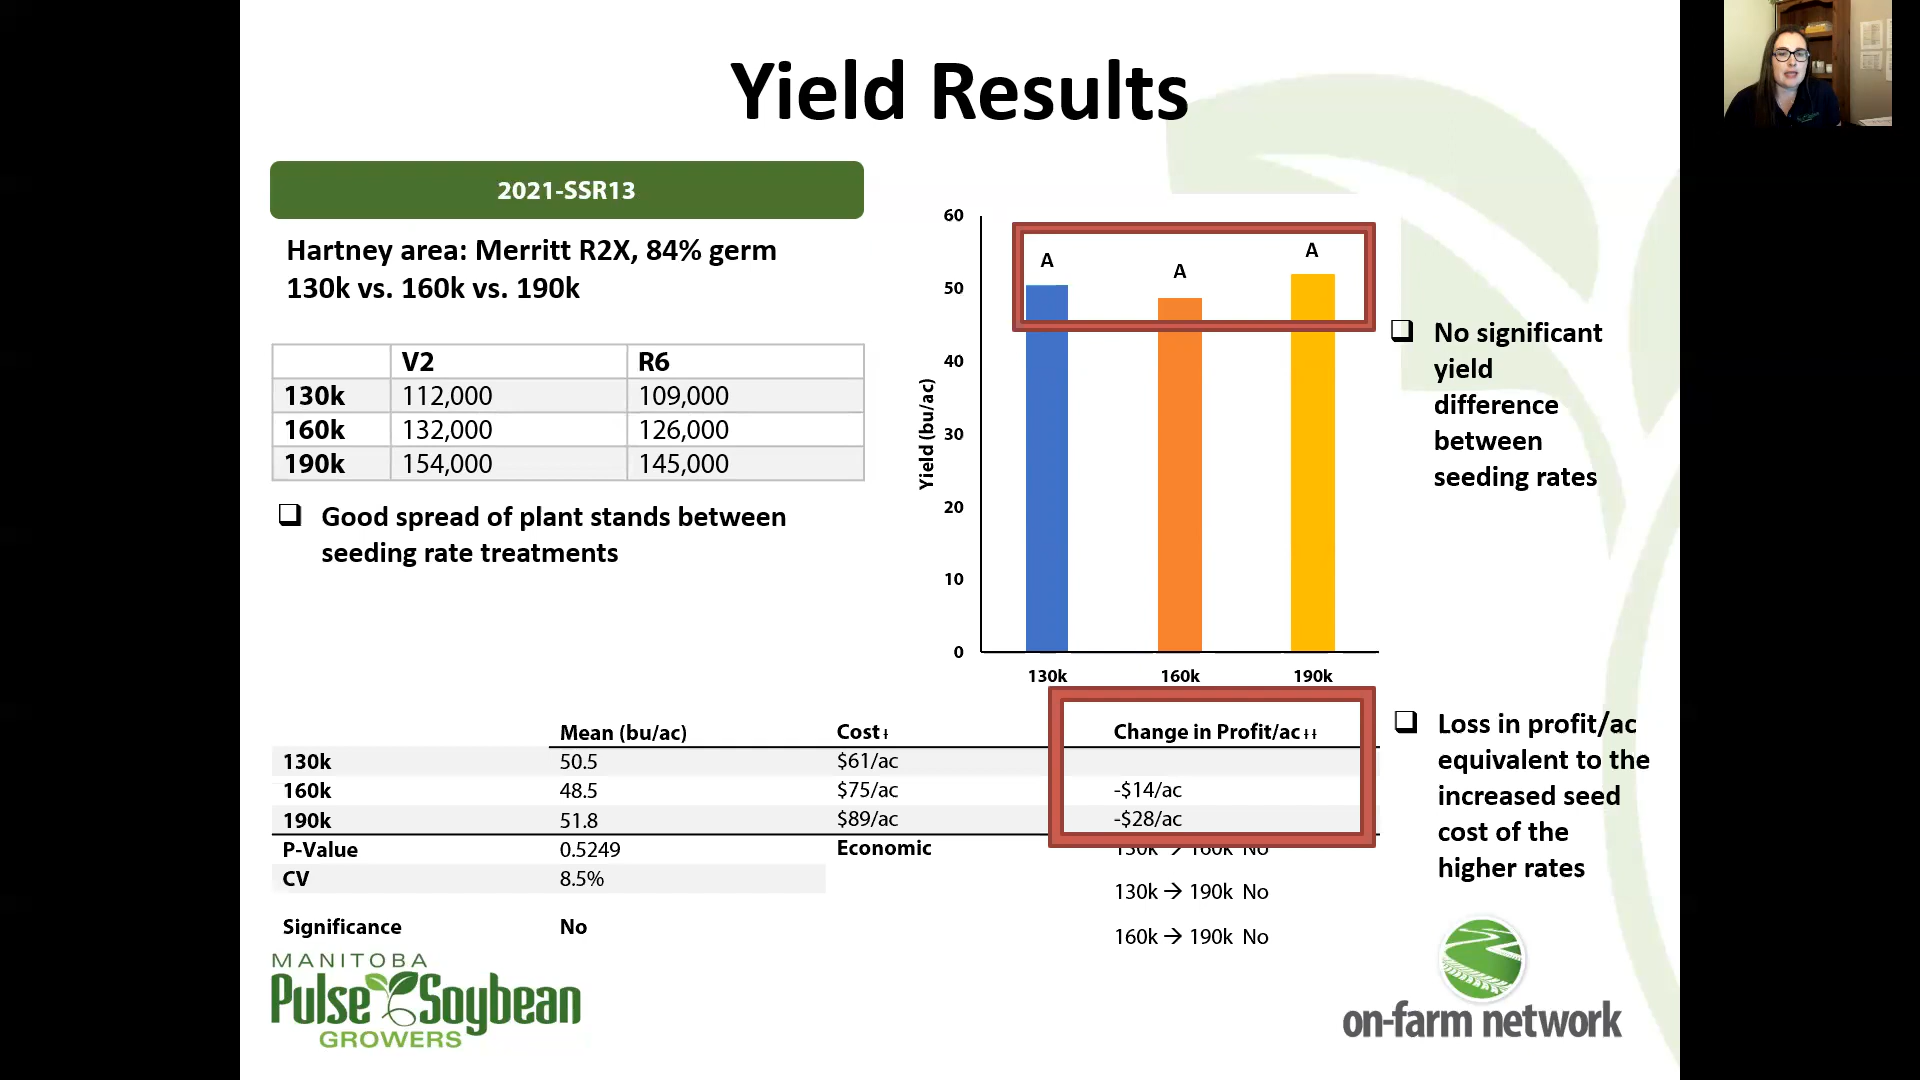 Yield Results
2021-SSR13
Hartney area: Merritt R2X, 84% germ
130k vs. 160k vs. 190k
V2 R6
130k 112,000 109,000
160k 132,000 126,000
190k 154,000 145,000
❑ Good spread of plant stands between
seeding rate treatments
Yield (bu/ac)
60
50
40
30
20
10
0
A A A
130k 160k 190k
❑ No significant
yield
difference
between
seeding rates
Mean (bu/ac) Cost ƚ Change in Profit/ac ƚ ƚ
130k 50.5 $61/ac
160k 48.5 $75/ac -$14/ac
190k 51.8 $89/ac -$28/ac
P-Value 0.5249 Economic 130k → 160k No
CV 8.5% 130k → 190k No
Significance No 160k → 190k No
❑ Loss in profit/ac
equivalent to the
increased seed
cost of the
higher rates
MANITOBA
Pulse Soybean
GROWERS
on-farm network